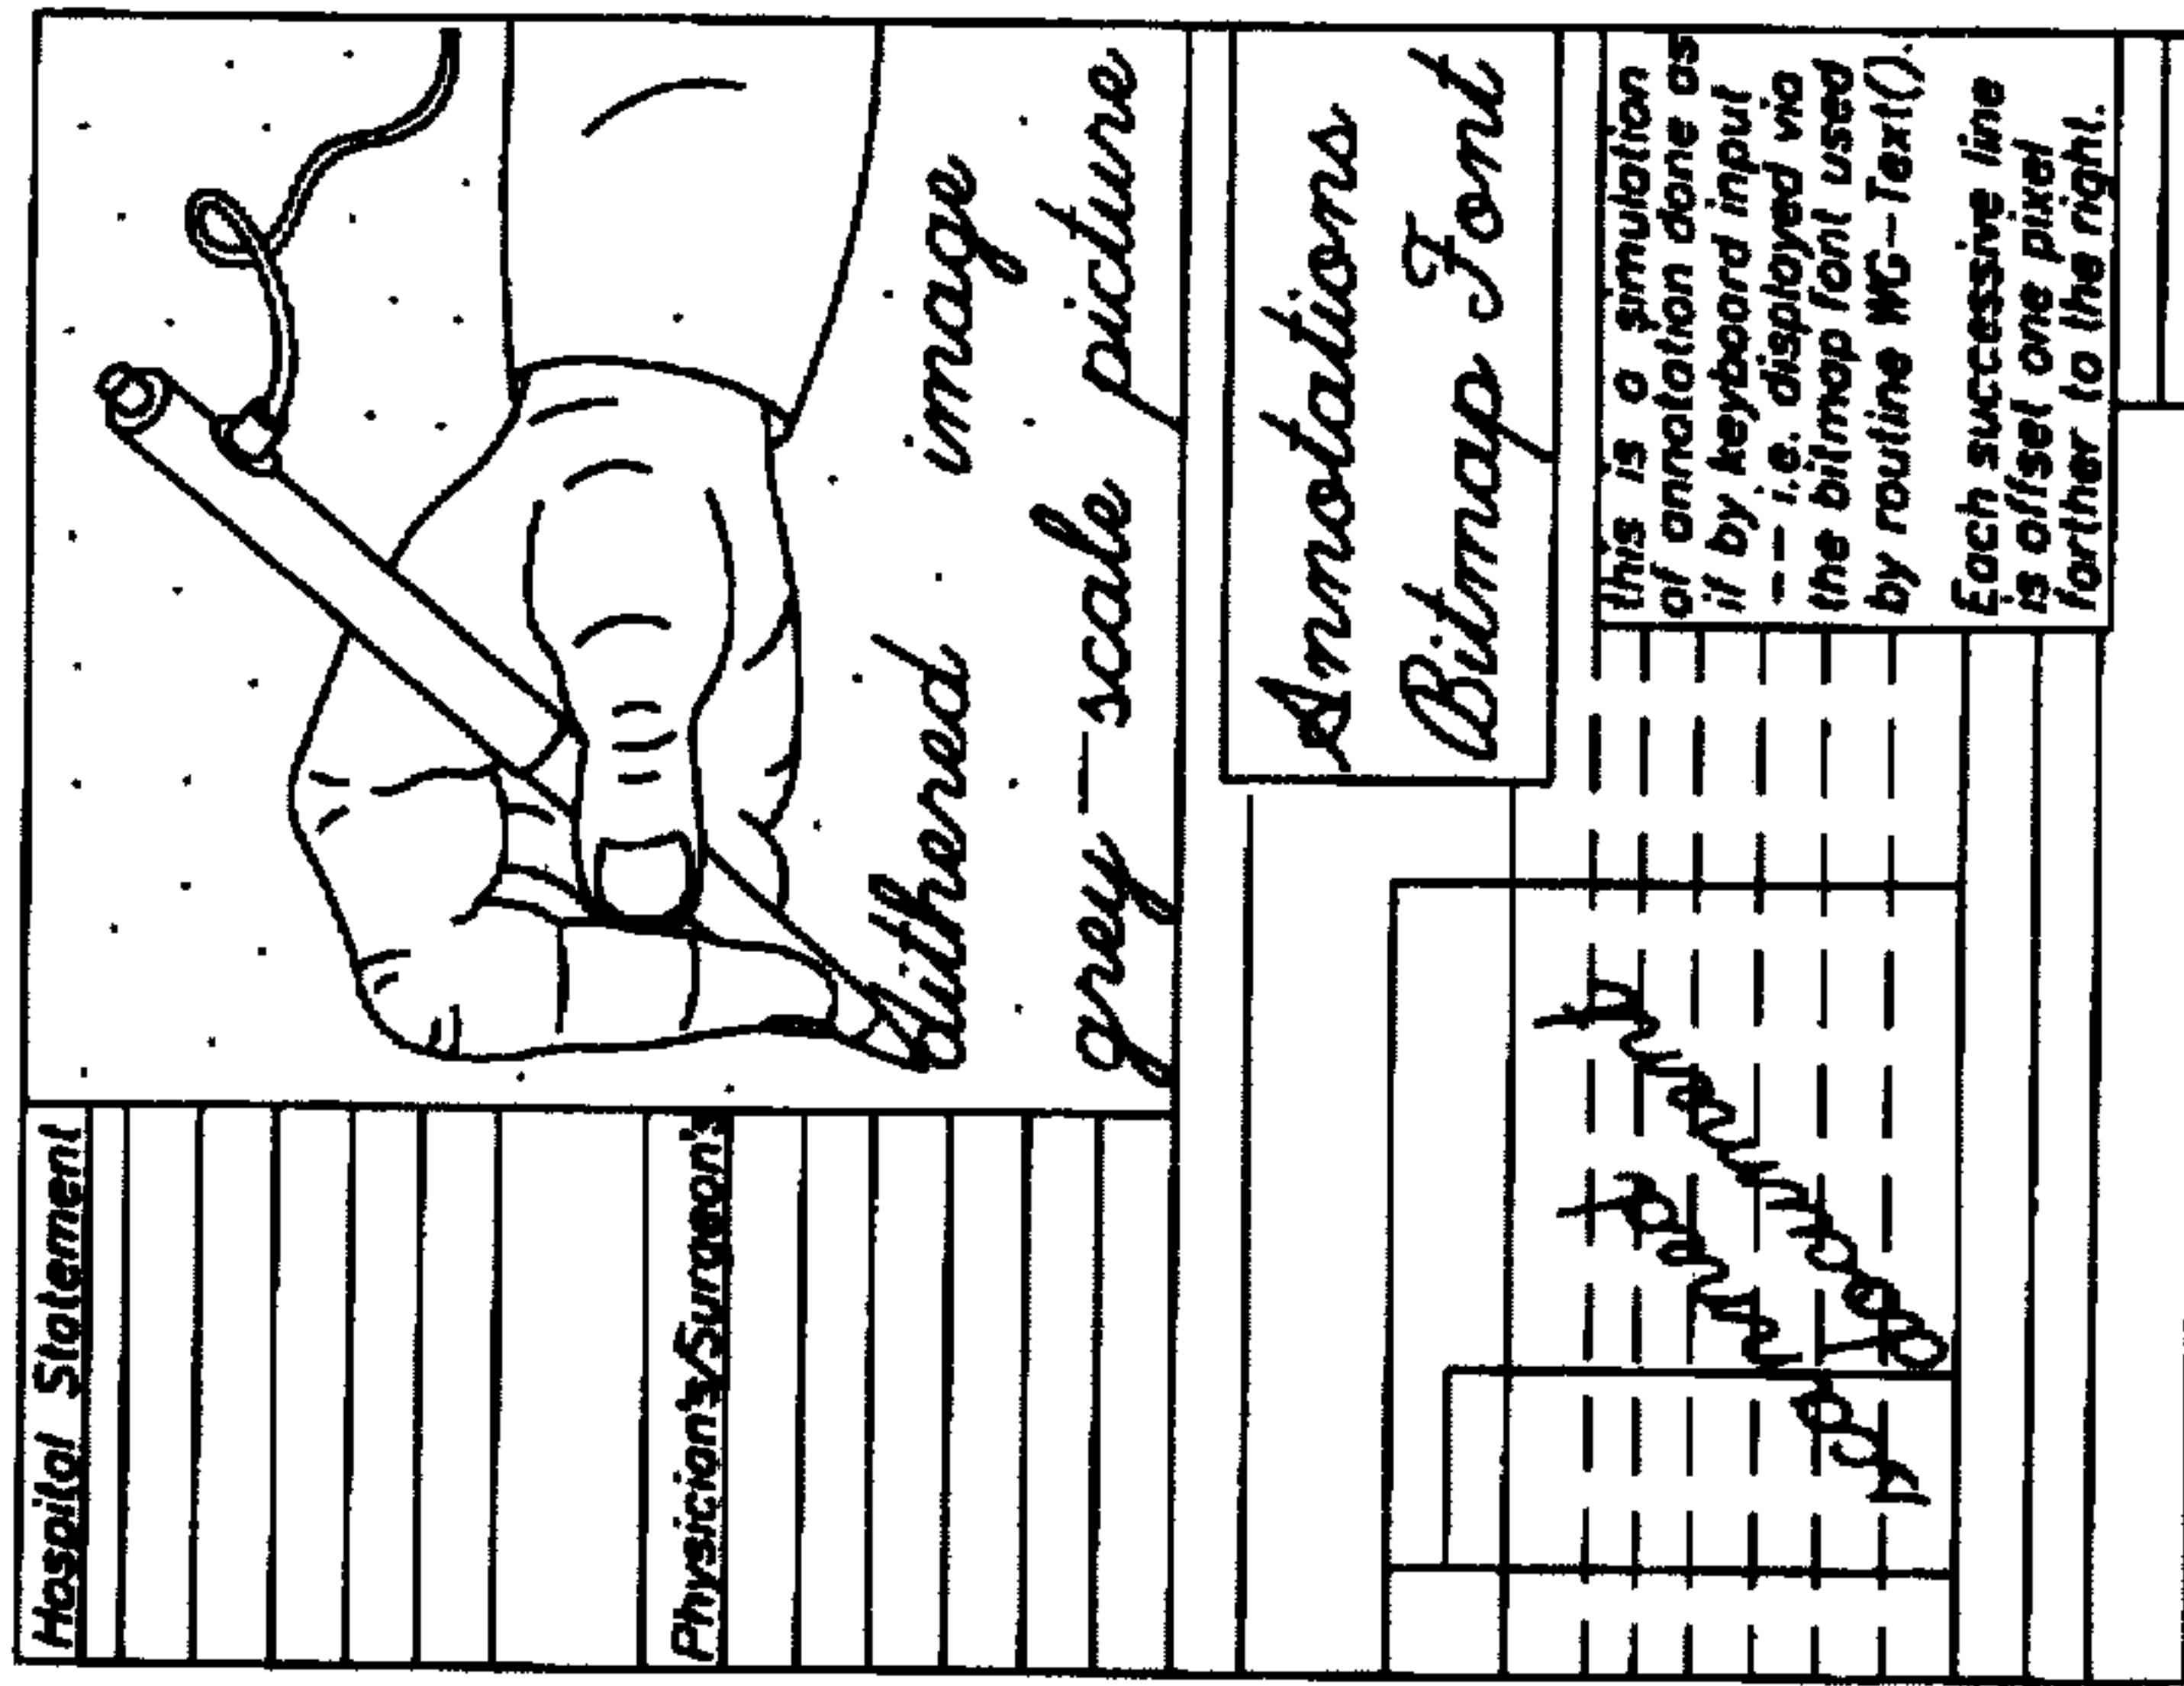 Hospital Statement
dithered image
Physician's/Surgeon's
grey-scale picture
Annotations
Bitmap Font
this is a simulation
of annotation done as
if by keyboard input
-- i.e. displayed via
the bitmap font used
by routine WG-Text().
Each successive line
is offset one pixel
farther to the right.